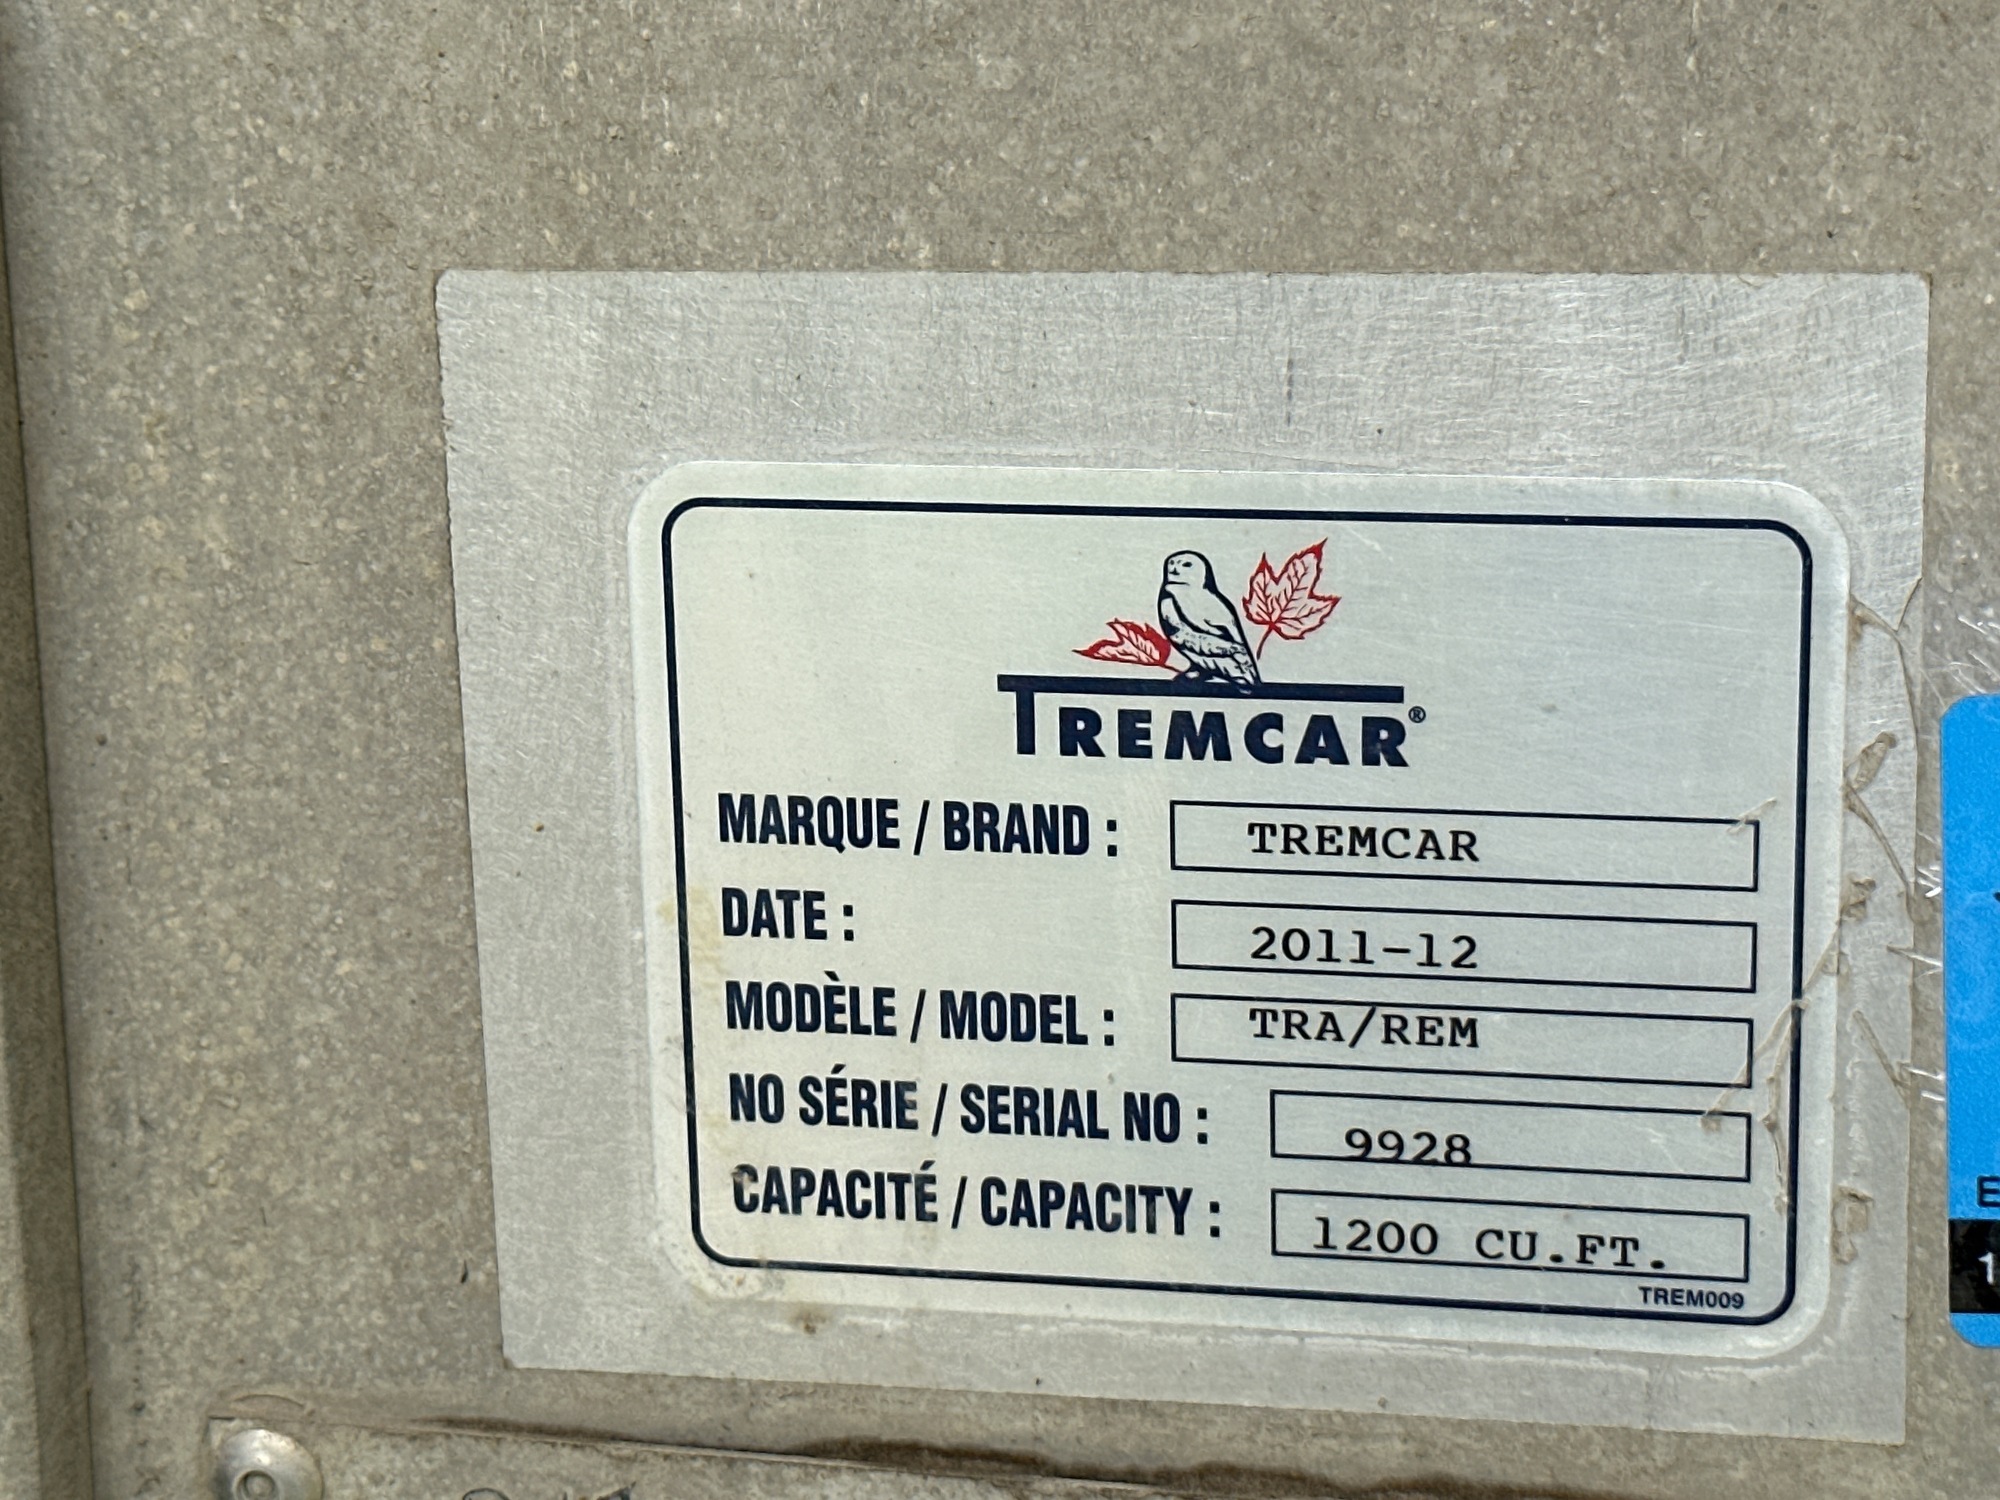 TREMCAR®
MARQUE / BRAND : TREMCAR
DATE : 2011-12
MODÈLE / MODEL : TRA/REM
NO SÉRIE / SERIAL NO : 9928
CAPACITÉ / CAPACITY : 1200 CU.FT.
TREM009
E
1